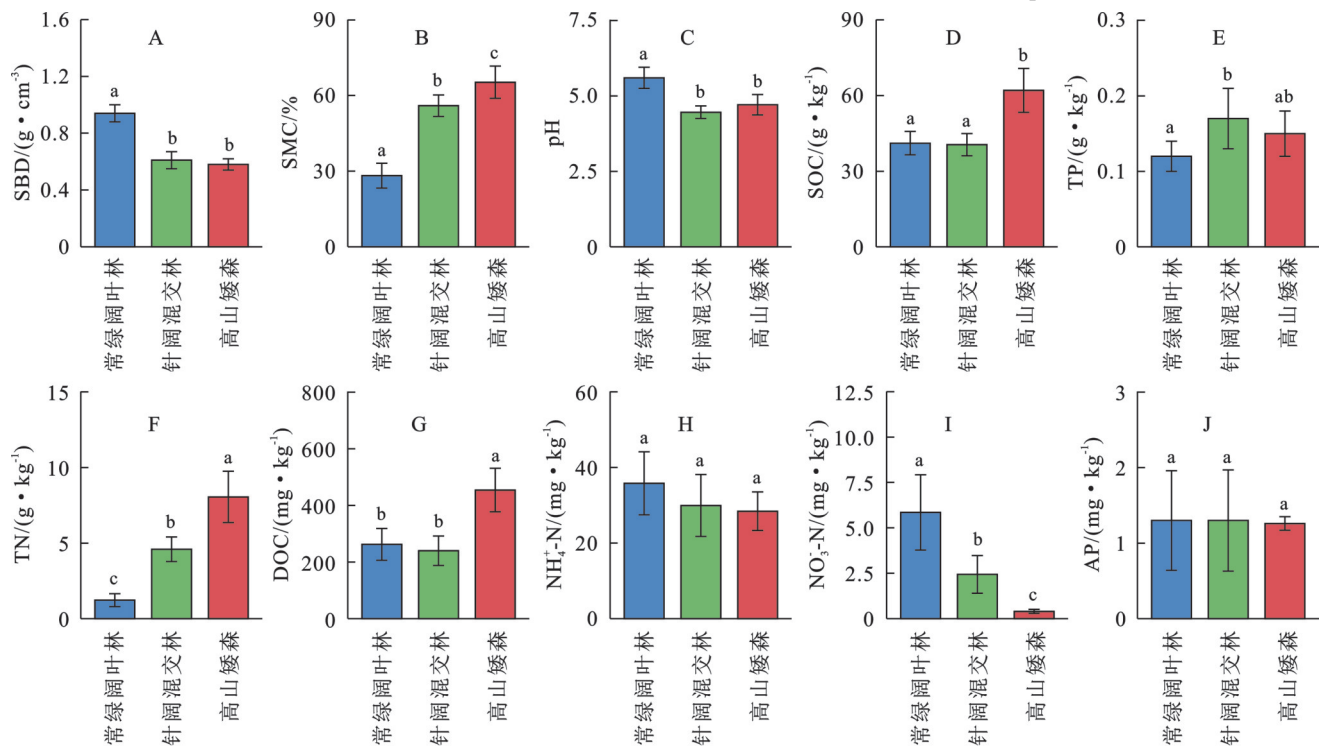 A
SBD/(g·cm⁻³)
1.6
1.2
0.8
0.4
0
a
b
b
常绿阔叶林
针阔混交林
高山矮森
B
SMC/%
90
60
30
0
a
b
c
常绿阔叶林
针阔混交林
高山矮森
C
pH
7.5
5.0
2.5
0
a
b
b
常绿阔叶林
针阔混交林
高山矮森
D
SOC/(g·kg⁻¹)
90
60
30
0
a
a
b
常绿阔叶林
针阔混交林
高山矮森
E
TP/(g·kg⁻¹)
0.3
0.2
0.1
0
a
b
ab
常绿阔叶林
针阔混交林
高山矮森
F
TN/(g·kg⁻¹)
15
10
5
0
c
b
a
常绿阔叶林
针阔混交林
高山矮森
G
DOC/(mg·kg⁻¹)
800
600
400
200
0
b
b
a
常绿阔叶林
针阔混交林
高山矮森
H
NH₄⁺-N/(mg·kg⁻¹)
60
40
20
0
a
a
a
常绿阔叶林
针阔混交林
高山矮森
I
NO₃⁻-N/(mg·kg⁻¹)
12.5
10.0
7.5
5.0
2.5
0
a
b
c
常绿阔叶林
针阔混交林
高山矮森
J
AP/(mg·kg⁻¹)
3
2
1
0
a
a
a
常绿阔叶林
针阔混交林
高山矮森